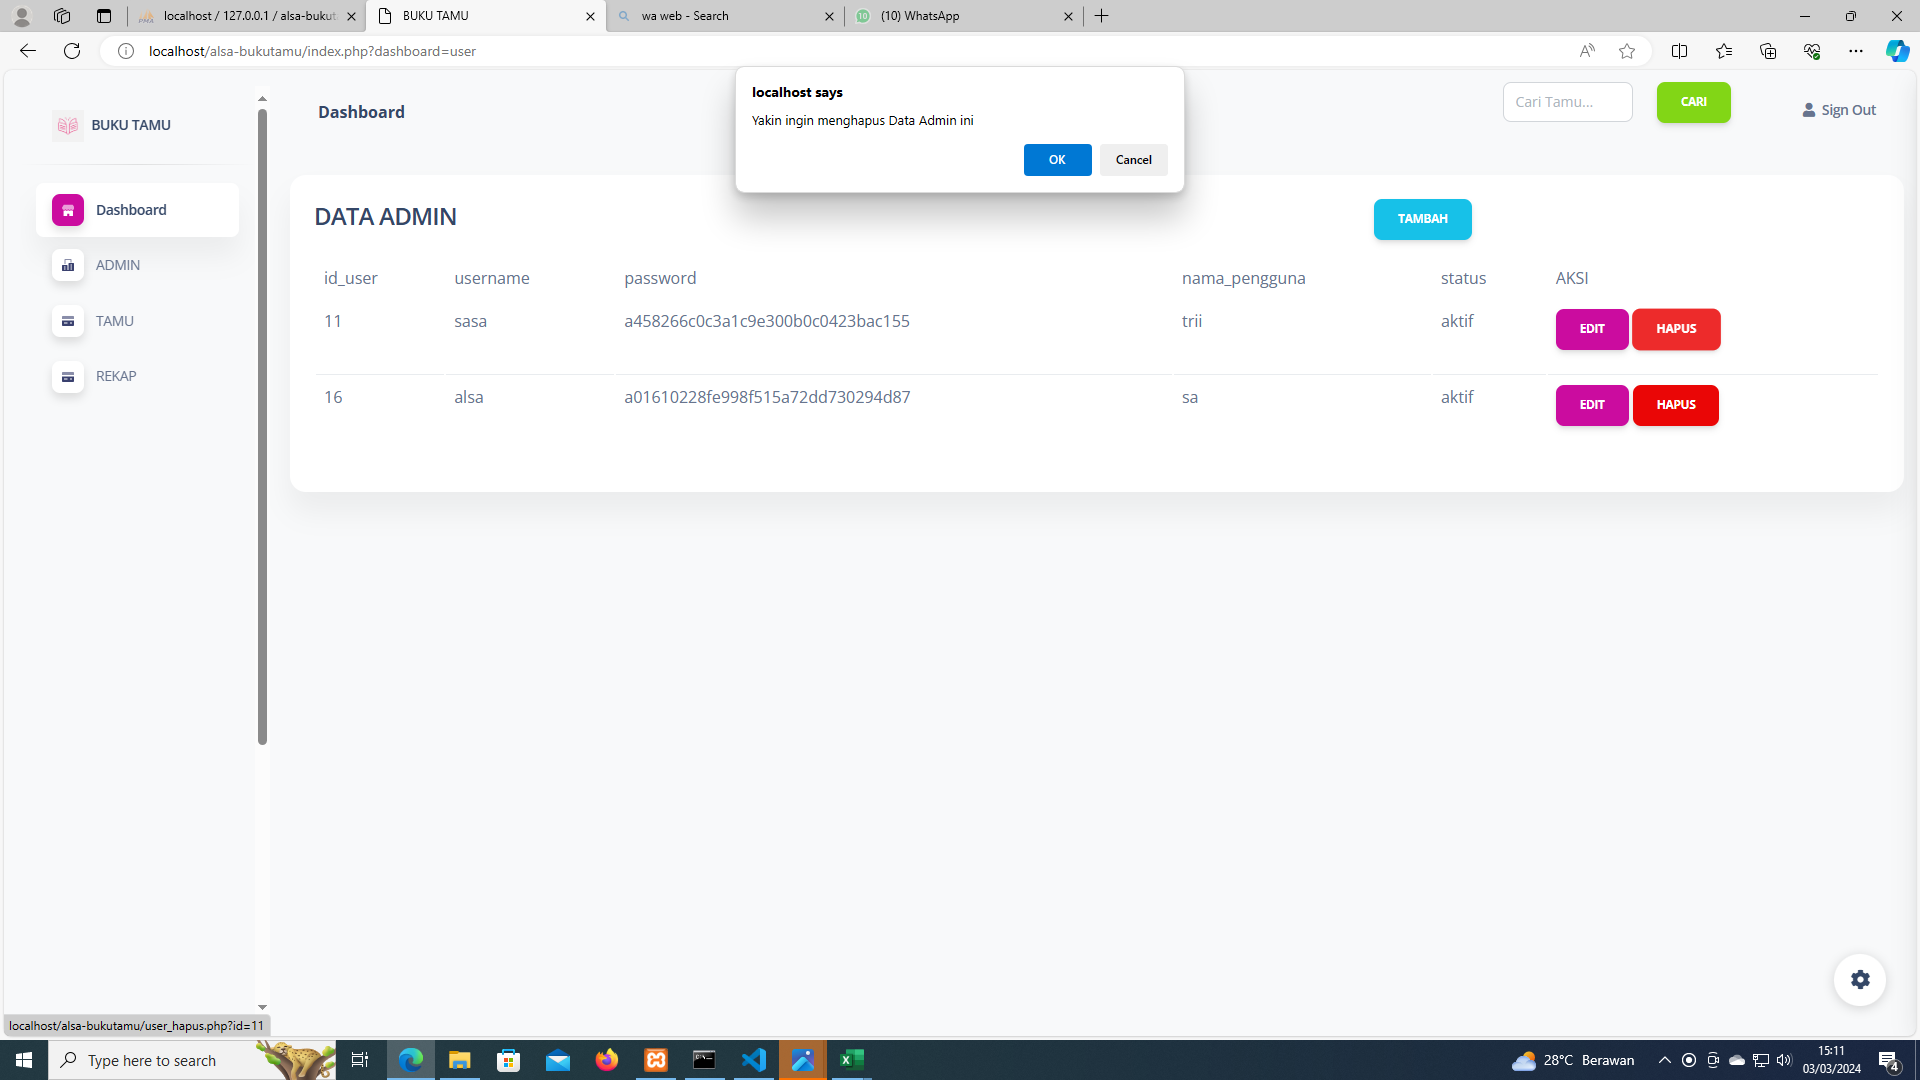 localhost / 127.0.0.1 / alsa-bukut
BUKU TAMU
wa web - Search
10
(10) WhatsApp
localhost/alsa-bukutamu/index.php?dashboard=user
localhost says
Yakin ingin menghapus Data Admin ini
OK
Cancel
BUKU TAMU
Dashboard
ADMIN
TAMU
REKAP
Dashboard
Cari Tamu...
CARI
Sign Out
DATA ADMIN
TAMBAH
id_user username password nama_pengguna status AKSI
11 sasa a458266c0c3a1c9e300b0c0423bac155 trii aktif EDIT HAPUS
16 alsa a01610228fe998f515a72dd730294d87 sa aktif EDIT HAPUS
localhost/alsa-bukutamu/user_hapus.php?id=11
Type here to search
28°C Berawan
15:11
03/03/2024
4